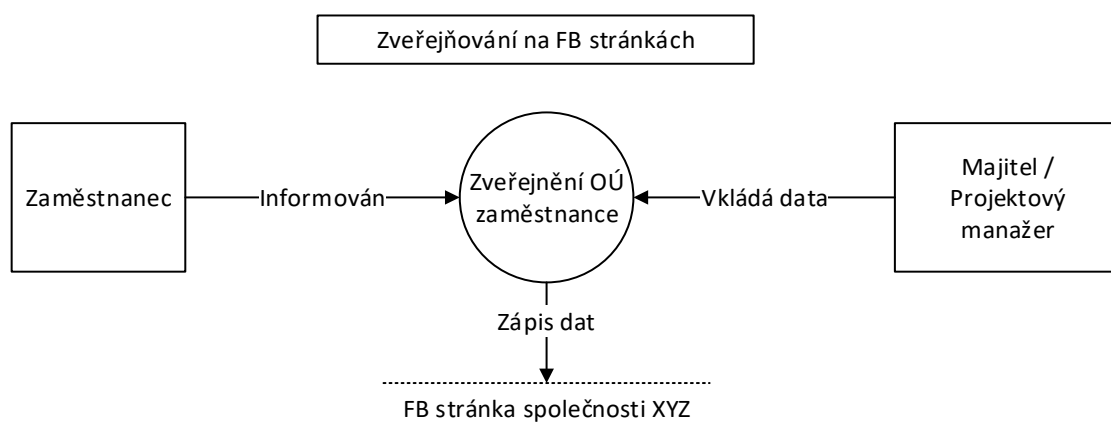 Zveřejňování na FB stránkách
Zaměstnanec
Informován
Zveřejnění OÚ
zaměstnance
Vkládá data
Majitel /
Projektový
manažer
Zápis dat
FB stránka společnosti XYZ